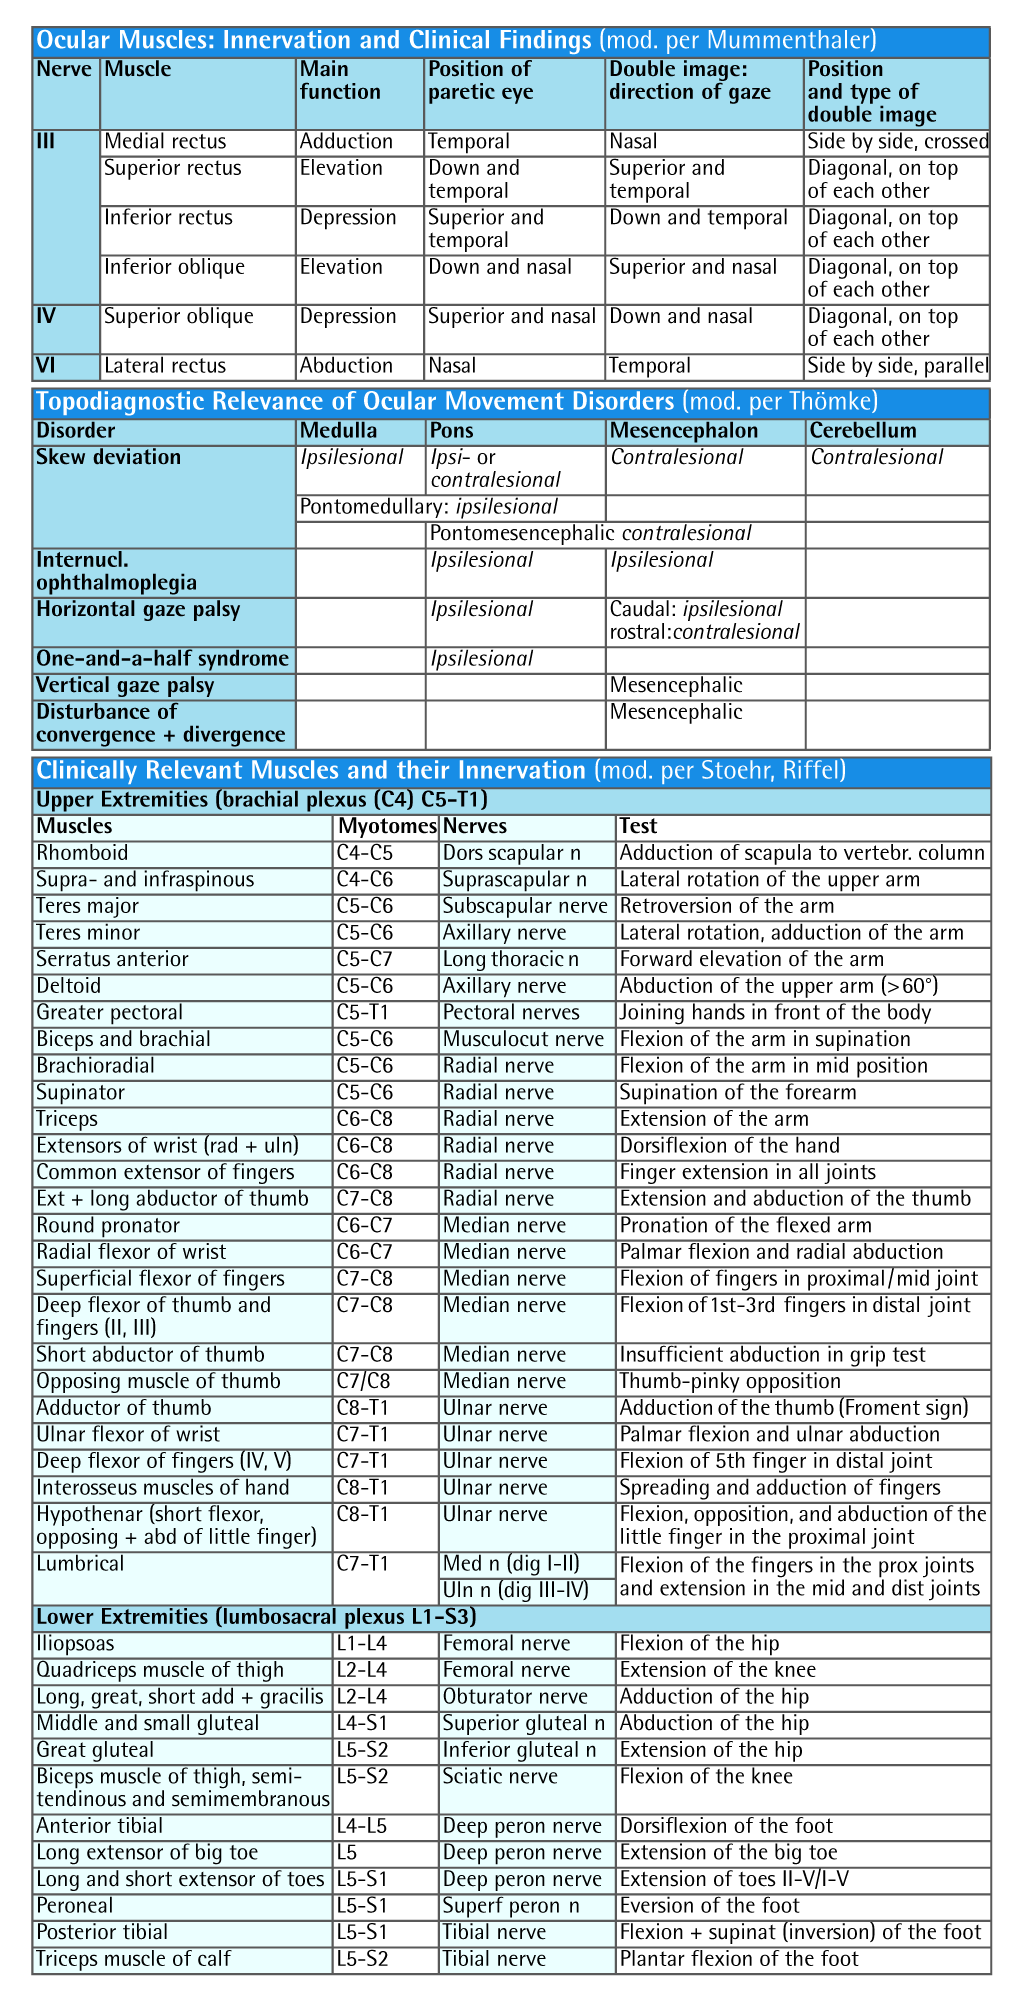 Ocular Muscles: Innervation and Clinical Findings (mod. per Mummenthaler)
Nerve Muscle Main function Position of paretic eye Double image: direction of gaze Position and type of double image
III Medial rectus Adduction Temporal Nasal Side by side, crossed
Superior rectus Elevation Down and temporal Superior and temporal Diagonal, on top of each other
Inferior rectus Depression Superior and temporal Down and temporal Diagonal, on top of each other
Inferior oblique Elevation Down and nasal Superior and nasal Diagonal, on top of each other
IV Superior oblique Depression Superior and nasal Down and nasal Diagonal, on top of each other
VI Lateral rectus Abduction Nasal Temporal Side by side, parallel
Topodiagnostic Relevance of Ocular Movement Disorders (mod. per Thömke)
Disorder Medulla Pons Mesencephalon Cerebellum
Skew deviation Ipsilesional Ipsi- or contralesional Contralesional Contralesional
Pontomedullary: ipsilesional
Pontomesencephalic contralesional
Internucl. ophthalmoplegia Ipsilesional Ipsilesional
Horizontal gaze palsy Ipsilesional Caudal: ipsilesional rostral:contralesional
One-and-a-half syndrome Ipsilesional
Vertical gaze palsy Mesencephalic
Disturbance of convergence + divergence Mesencephalic
Clinically Relevant Muscles and their Innervation (mod. per Stoehr, Riffel)
Upper Extremities (brachial plexus (C4) C5-T1)
Muscles Myotomes Nerves Test
Rhomboid C4-C5 Dors scapular n Adduction of scapula to vertebr. column
Supra- and infraspinous C4-C6 Suprascapular n Lateral rotation of the upper arm
Teres major C5-C6 Subscapular nerve Retroversion of the arm
Teres minor C5-C6 Axillary nerve Lateral rotation, adduction of the arm
Serratus anterior C5-C7 Long thoracic n Forward elevation of the arm
Deltoid C5-C6 Axillary nerve Abduction of the upper arm (>60°)
Greater pectoral C5-T1 Pectoral nerves Joining hands in front of the body
Biceps and brachial C5-C6 Musculocut nerve Flexion of the arm in supination
Brachioradial C5-C6 Radial nerve Flexion of the arm in mid position
Supinator C5-C6 Radial nerve Supination of the forearm
Triceps C6-C8 Radial nerve Extension of the arm
Extensors of wrist (rad + uln) C6-C8 Radial nerve Dorsiflexion of the hand
Common extensor of fingers C6-C8 Radial nerve Finger extension in all joints
Ext + long abductor of thumb C7-C8 Radial nerve Extension and abduction of the thumb
Round pronator C6-C7 Median nerve Pronation of the flexed arm
Radial flexor of wrist C6-C7 Median nerve Palmar flexion and radial abduction
Superficial flexor of fingers C7-C8 Median nerve Flexion of fingers in proximal/mid joint
Deep flexor of thumb and fingers (II, III) C7-C8 Median nerve Flexion of 1st-3rd fingers in distal joint
Short abductor of thumb C7-C8 Median nerve Insufficient abduction in grip test
Opposing muscle of thumb C7/C8 Median nerve Thumb-pinky opposition
Adductor of thumb C8-T1 Ulnar nerve Adduction of the thumb (Froment sign)
Ulnar flexor of wrist C7-T1 Ulnar nerve Palmar flexion and ulnar abduction
Deep flexor of fingers (IV, V) C7-T1 Ulnar nerve Flexion of 5th finger in distal joint
Interosseus muscles of hand C8-T1 Ulnar nerve Spreading and adduction of fingers
Hypothenar (short flexor, opposing + abd of little finger) C8-T1 Ulnar nerve Flexion, opposition, and abduction of the little finger in the proximal joint
Lumbrical C7-T1 Med n (dig I-II) Uln n (dig III-IV) Flexion of the fingers in the prox joints and extension in the mid and dist joints
Lower Extremities (lumbosacral plexus L1-S3)
Iliopsoas L1-L4 Femoral nerve Flexion of the hip
Quadriceps muscle of thigh L2-L4 Femoral nerve Extension of the knee
Long, great, short add + gracilis L2-L4 Obturator nerve Adduction of the hip
Middle and small gluteal L4-S1 Superior gluteal n Abduction of the hip
Great gluteal L5-S2 Inferior gluteal n Extension of the hip
Biceps muscle of thigh, semi-tendinous and semimembranous L5-S2 Sciatic nerve Flexion of the knee
Anterior tibial L4-L5 Deep peron nerve Dorsiflexion of the foot
Long extensor of big toe L5 Deep peron nerve Extension of the big toe
Long and short extensor of toes L5-S1 Deep peron nerve Extension of toes II-V/I-V
Peroneal L5-S1 Superf peron n Eversion of the foot
Posterior tibial L5-S1 Tibial nerve Flexion + supinat (inversion) of the foot
Triceps muscle of calf L5-S2 Tibial nerve Plantar flexion of the foot